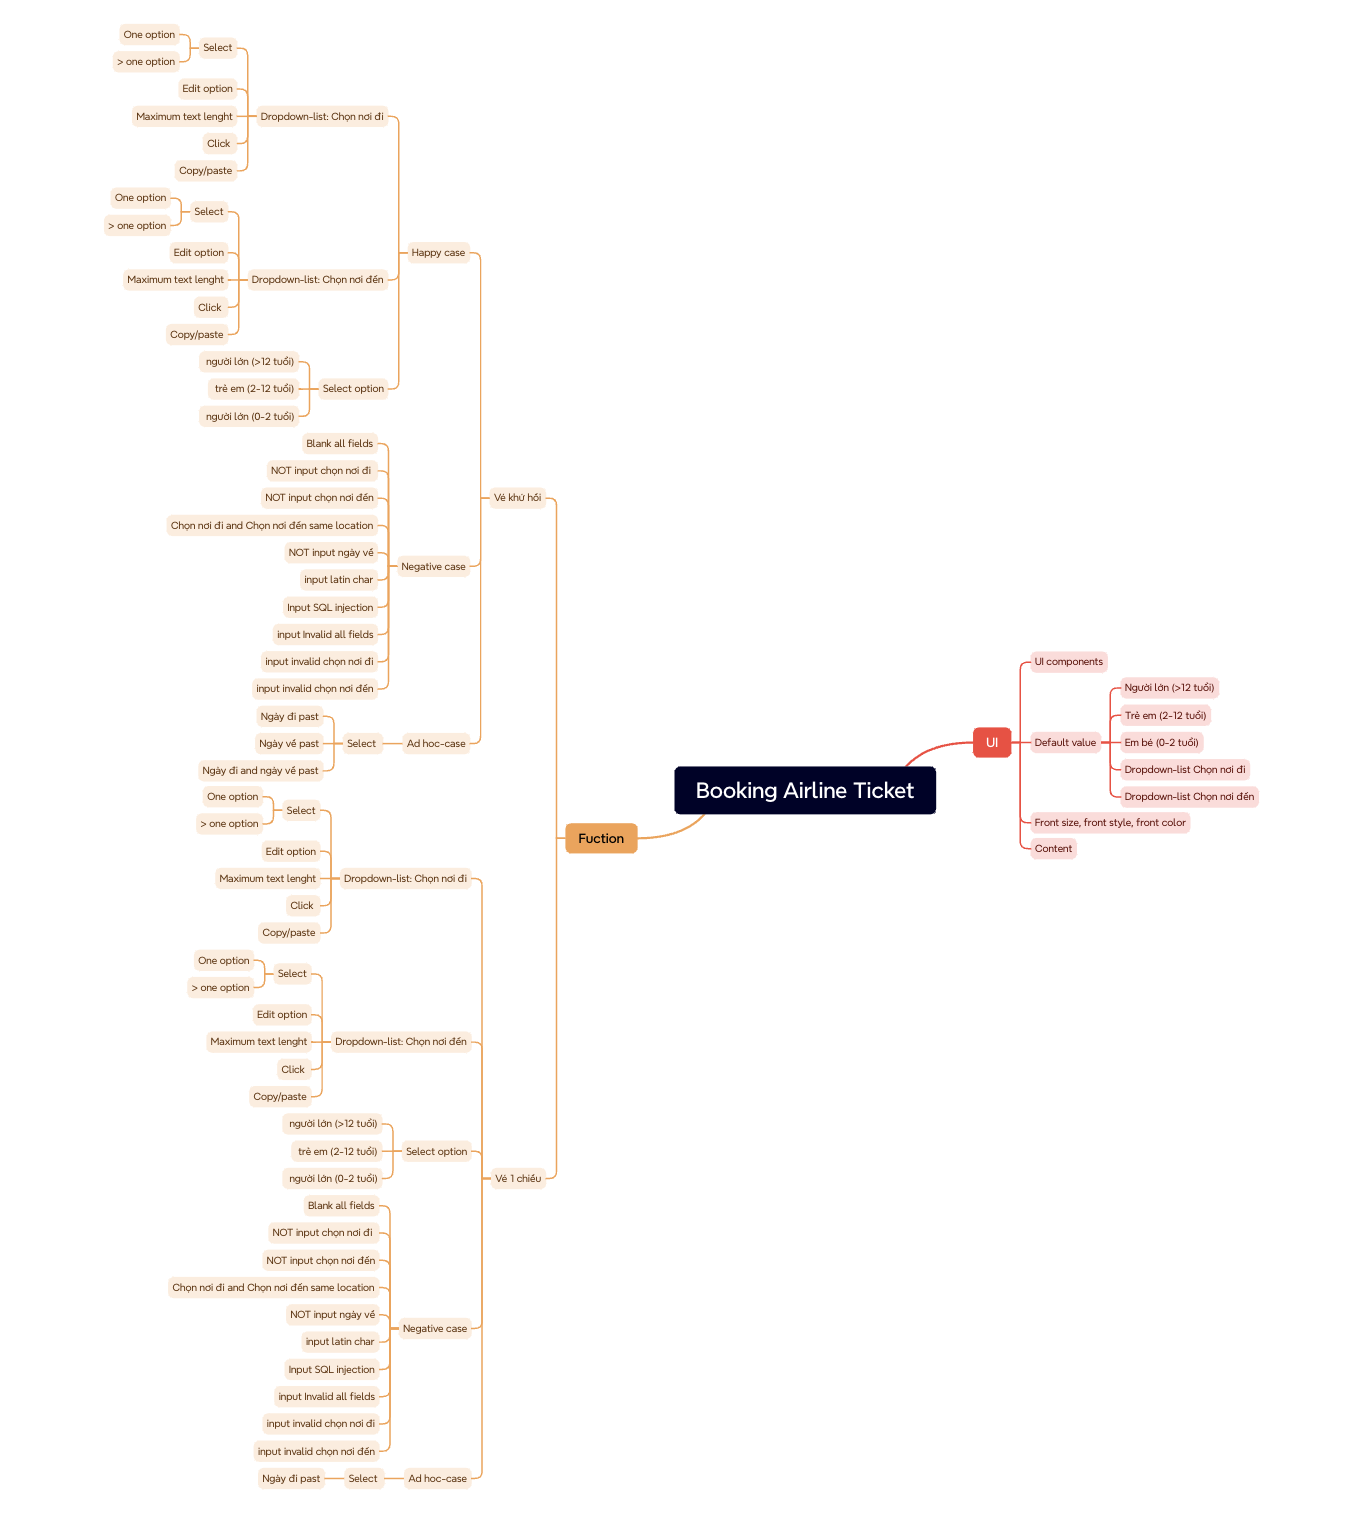 One option
> one option
Select
Edit option
Maximum text lenght
Click
Copy/paste
Dropdown-list: Chọn nơi đi
One option
> one option
Select
Edit option
Maximum text lenght
Click
Copy/paste
Dropdown-list: Chọn nơi đến
người lớn (>12 tuổi)
trẻ em (2-12 tuổi)
người lớn (0-2 tuổi)
Select option
Happy case
Blank all fields
NOT input chọn nơi đi
NOT input chọn nơi đến
Chọn nơi đi and Chọn nơi đến same location
NOT input ngày về
input latin char
Input SQL injection
input Invalid all fields
input invalid chọn nơi đi
input invalid chọn nơi đến
Negative case
Ngày đi past
Ngày về past
Ngày đi and ngày về past
Select
Ad hoc-case
Vé khứ hồi
One option
> one option
Select
Edit option
Maximum text lenght
Click
Copy/paste
Dropdown-list: Chọn nơi đi
One option
> one option
Select
Edit option
Maximum text lenght
Click
Copy/paste
Dropdown-list: Chọn nơi đến
người lớn (>12 tuổi)
trẻ em (2-12 tuổi)
người lớn (0-2 tuổi)
Select option
Blank all fields
NOT input chọn nơi đi
NOT input chọn nơi đến
Chọn nơi đi and Chọn nơi đến same location
NOT input ngày về
input latin char
Input SQL injection
input Invalid all fields
input invalid chọn nơi đi
input invalid chọn nơi đến
Negative case
Ngày đi past
Select
Ad hoc-case
Vé 1 chiều
Fuction
Booking Airline Ticket
UI
UI components
Default value
Người lớn (>12 tuổi)
Trẻ em (2-12 tuổi)
Em bé (0-2 tuổi)
Dropdown-list Chọn nơi đi
Dropdown-list Chọn nơi đến
Front size, front style, front color
Content